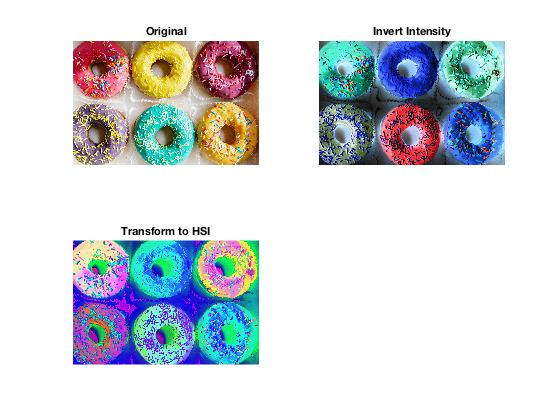 Original
Invert Intensity
Transform to HSI